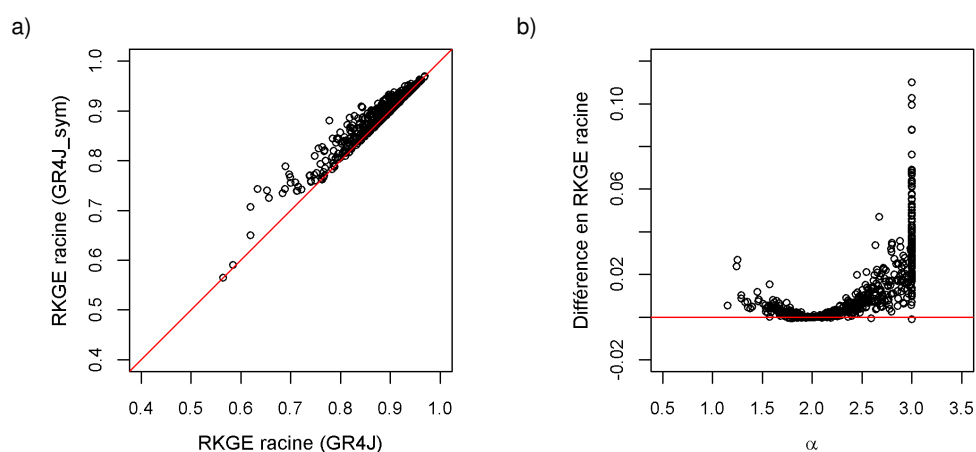 a)
RKGE racine (GR4J_sym)
1.0
0.9
0.8
0.7
0.6
0.5
0.4
0.4 0.5 0.6 0.7 0.8 0.9 1.0
RKGE racine (GR4J)
b)
Différence en RKGE racine
0.10
0.06
0.02
-0.02
0.5 1.0 1.5 2.0 2.5 3.0 3.5
α